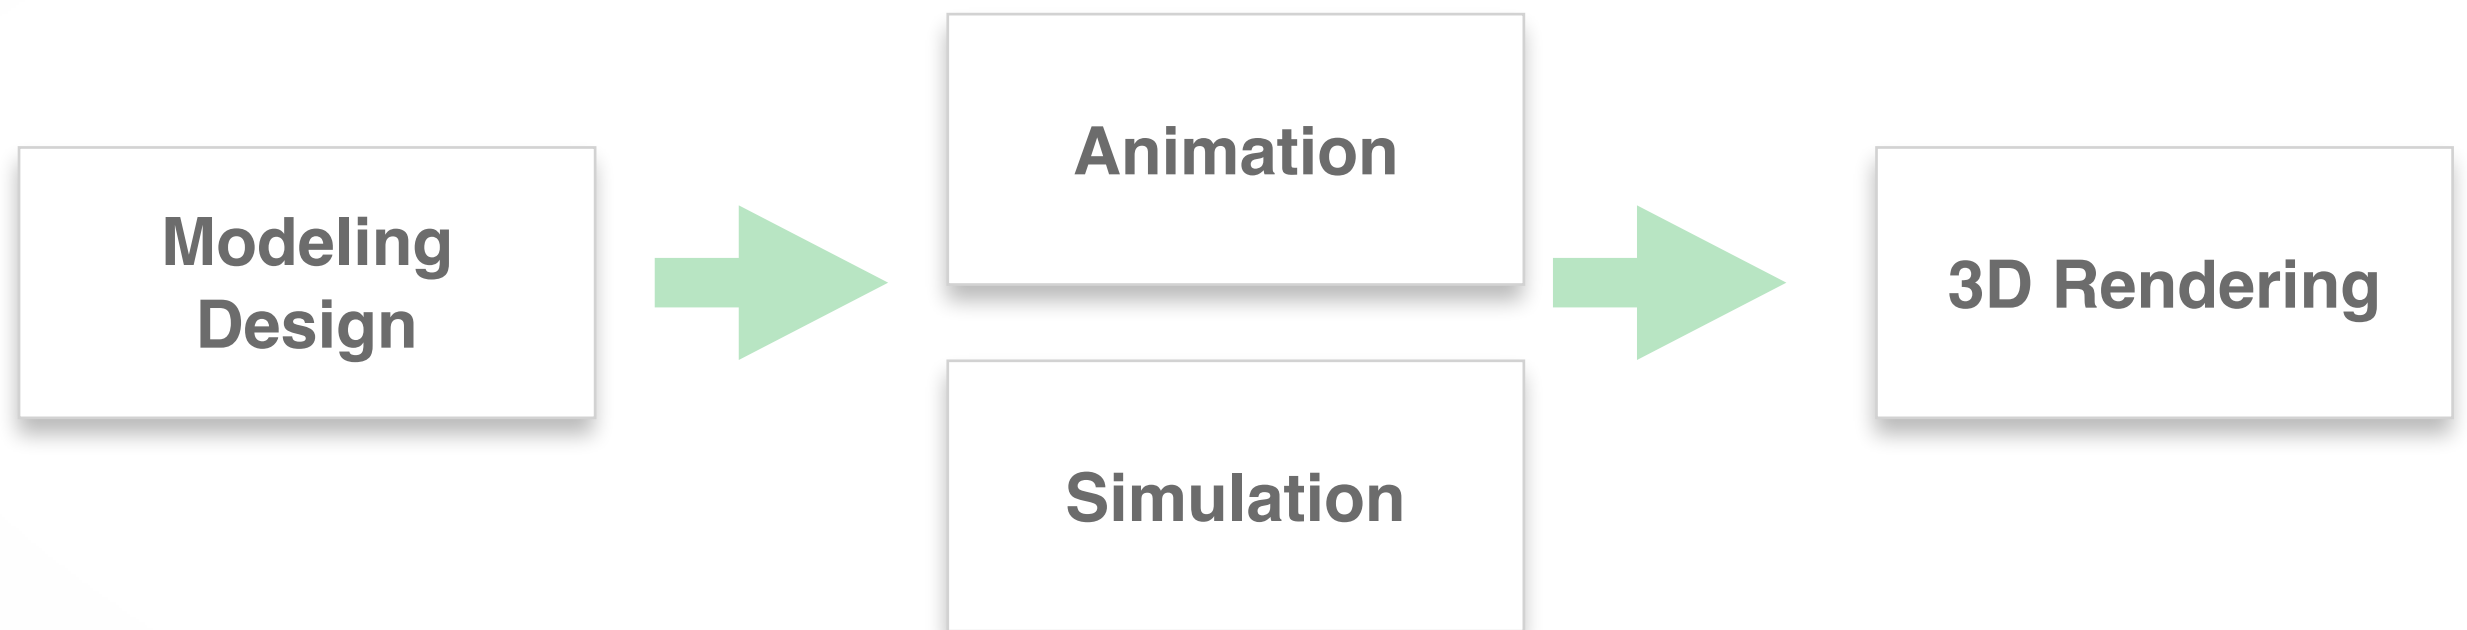 Modeling
Design
Animation
Simulation
3D Rendering